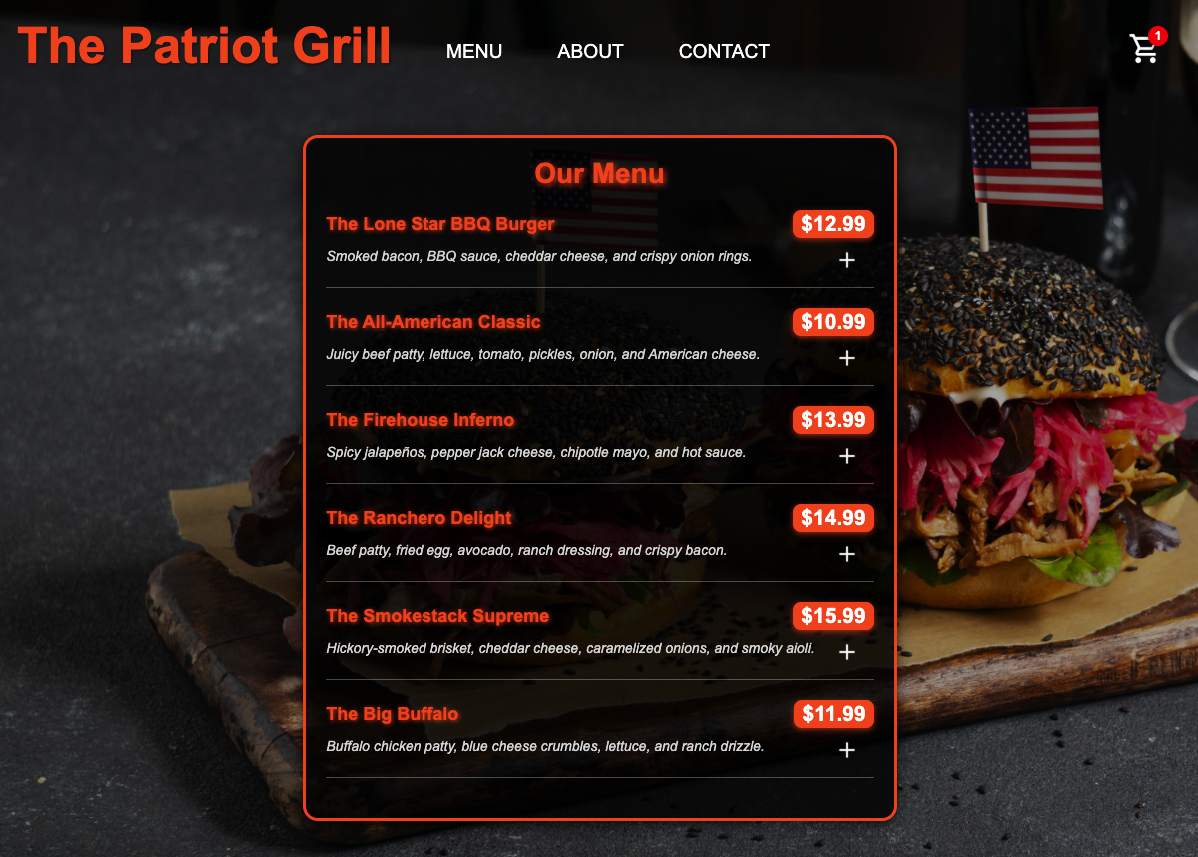 The Patriot Grill
MENU ABOUT CONTACT
1
Our Menu
The Lone Star BBQ Burger $12.99
Smoked bacon, BBQ sauce, cheddar cheese, and crispy onion rings. +
The All-American Classic $10.99
Juicy beef patty, lettuce, tomato, pickles, onion, and American cheese. +
The Firehouse Inferno $13.99
Spicy jalapeños, pepper jack cheese, chipotle mayo, and hot sauce. +
The Ranchero Delight $14.99
Beef patty, fried egg, avocado, ranch dressing, and crispy bacon. +
The Smokestack Supreme $15.99
Hickory-smoked brisket, cheddar cheese, caramelized onions, and smoky aioli. +
The Big Buffalo $11.99
Buffalo chicken patty, blue cheese crumbles, lettuce, and ranch drizzle. +